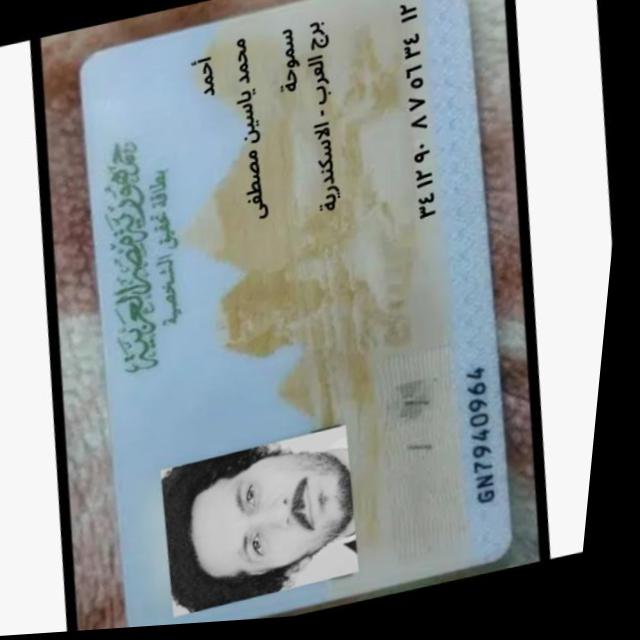 جمهورية مصر العربية
بطاقة تحقيق الشخصية
أحمد
محمد ياسين مصطفى
سموحة
برج العرب - الاسكندرية
٣٤ ١٢ ٩٠ ٨٧ ٥٦ ٣٤ ١٢
GN7940964